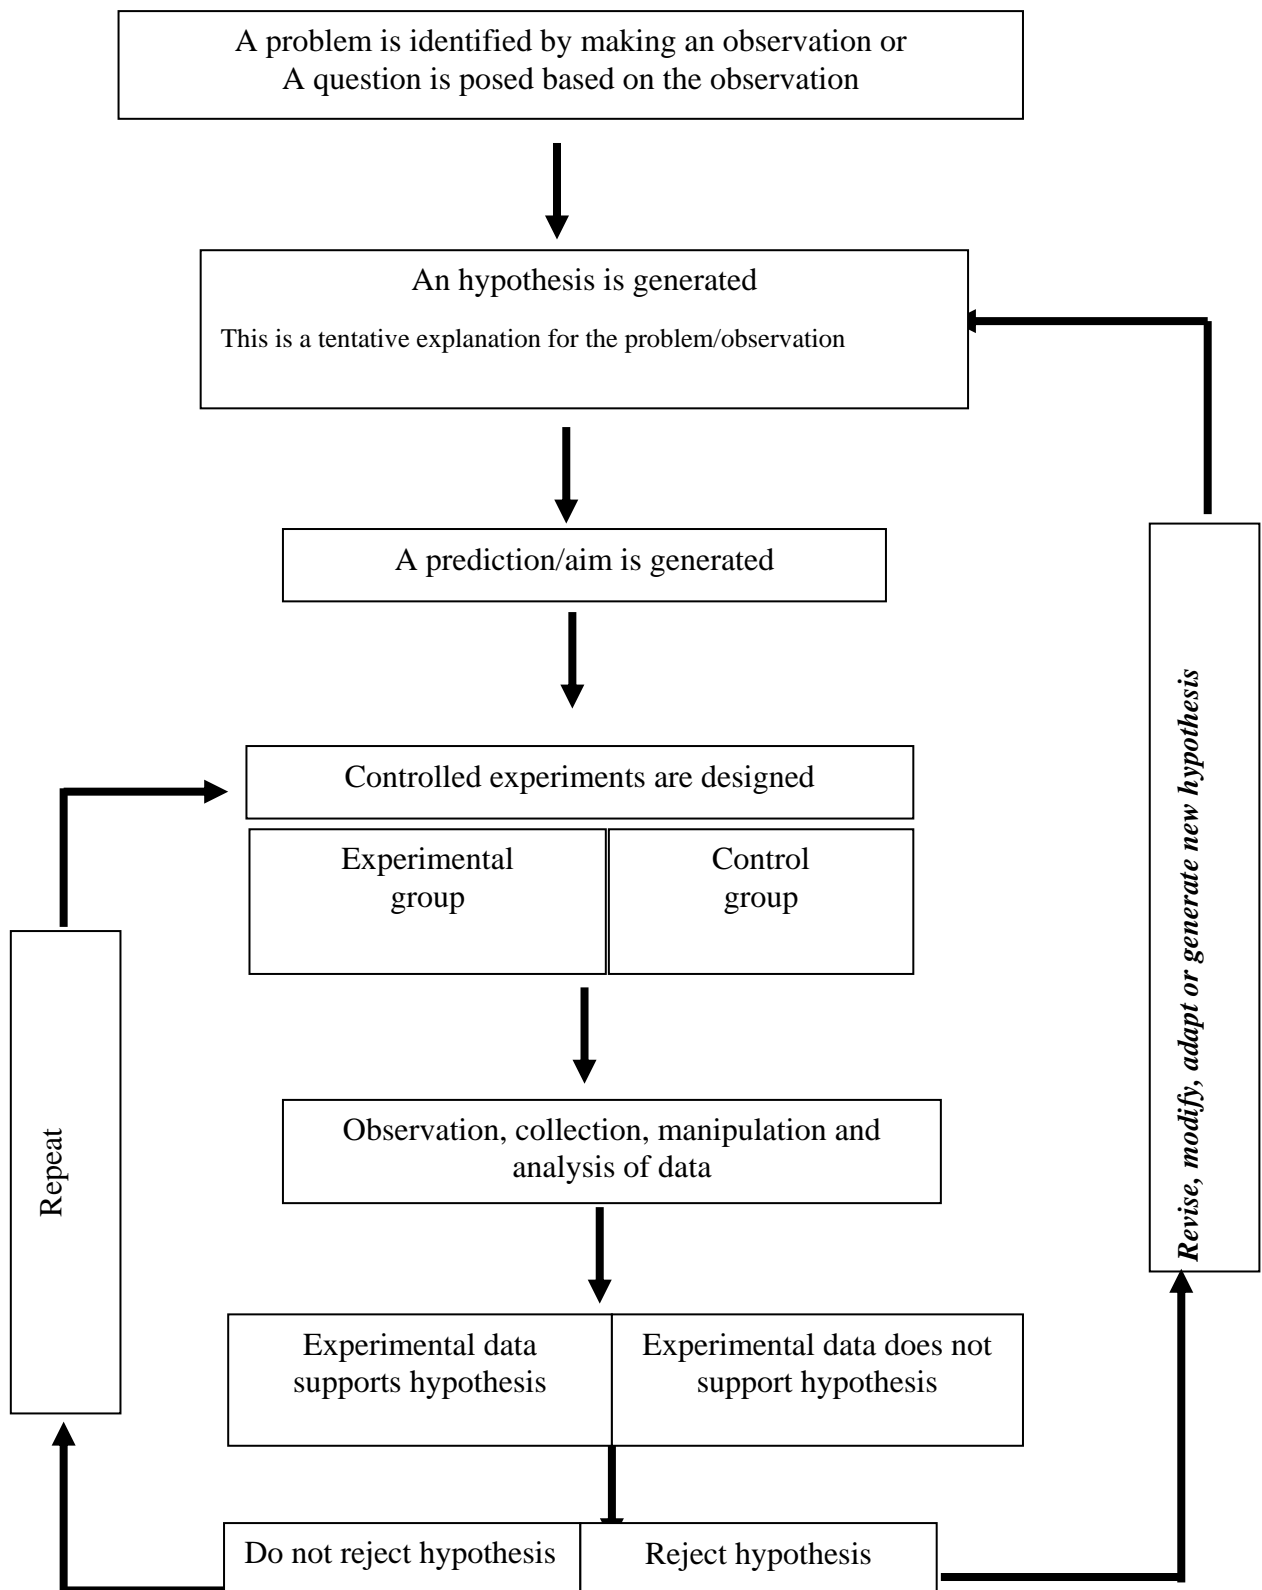 A problem is identified by making an observation or
A question is posed based on the observation
An hypothesis is generated
This is a tentative explanation for the problem/observation
A prediction/aim is generated
Controlled experiments are designed
Experimental
group
Control
group
Observation, collection, manipulation and
analysis of data
Experimental data
supports hypothesis
Experimental data does not
support hypothesis
Do not reject hypothesis
Reject hypothesis
Repeat
Revise, modify, adapt or generate new hypothesis